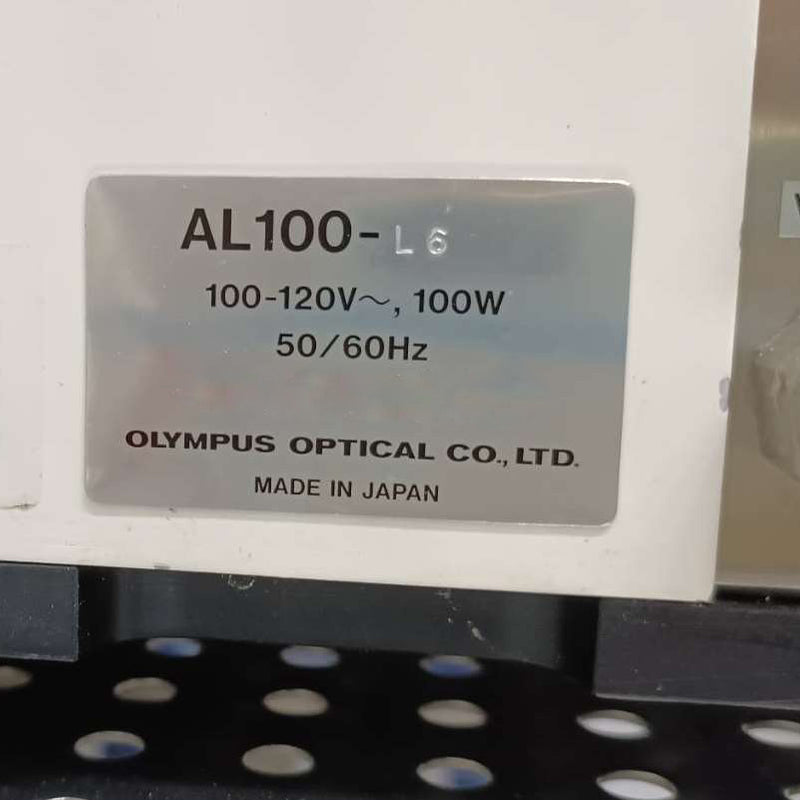 AL100-L6
100-120V~, 100W
50/60Hz
OLYMPUS OPTICAL CO., LTD.
MADE IN JAPAN